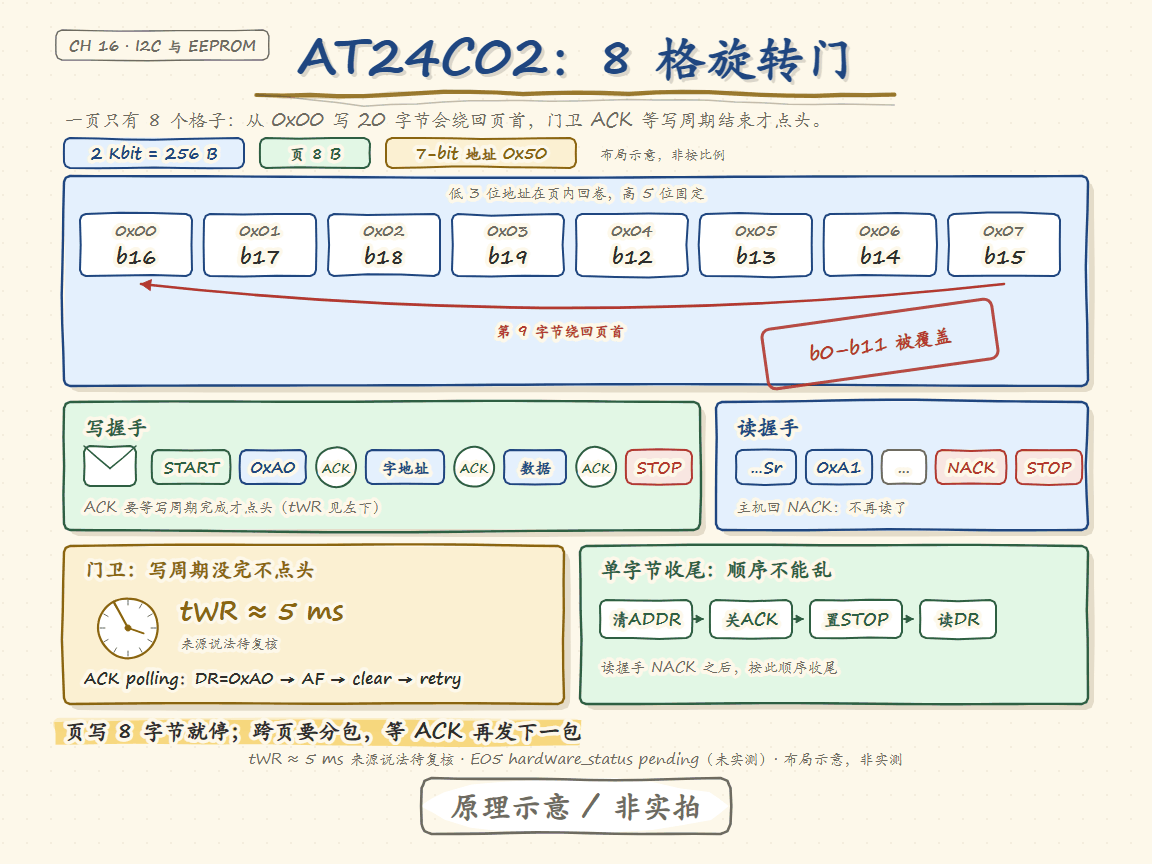 CH 16 · I2C 与 EEPROM
AT24C02：8 格旋转门
一页只有 8 个格子：从 0x00 写 20 字节会绕回页首，门卫 ACK 等写周期结束才点头。
2 Kbit = 256 B
页 8 B
7-bit 地址 0x50
布局示意，非按比例
低 3 位地址在页内回卷，高 5 位固定
0x00
b16
0x01
b17
0x02
b18
0x03
b19
0x04
b12
0x05
b13
0x06
b14
0x07
b15
第 9 字节绕回页首
b0–b11 被覆盖
写握手
START
0xA0
ACK
字地址
ACK
数据
ACK
STOP
ACK 要等写周期完成才点头（tWR 见左下）
读握手
…Sr
0xA1
…
NACK
STOP
主机回 NACK：不再读了
门卫：写周期没完不点头
tWR ≈ 5 ms
来源说法待复核
ACK polling：DR=0xA0 → AF → clear → retry
单字节收尾：顺序不能乱
清ADDR
关ACK
置STOP
读DR
读握手 NACK 之后，按此顺序收尾
页写 8 字节就停；跨页要分包，等 ACK 再发下一包
tWR ≈ 5 ms 来源说法待复核 · E05 hardware_status pending（未实测）· 布局示意，非实测
原理示意 / 非实拍